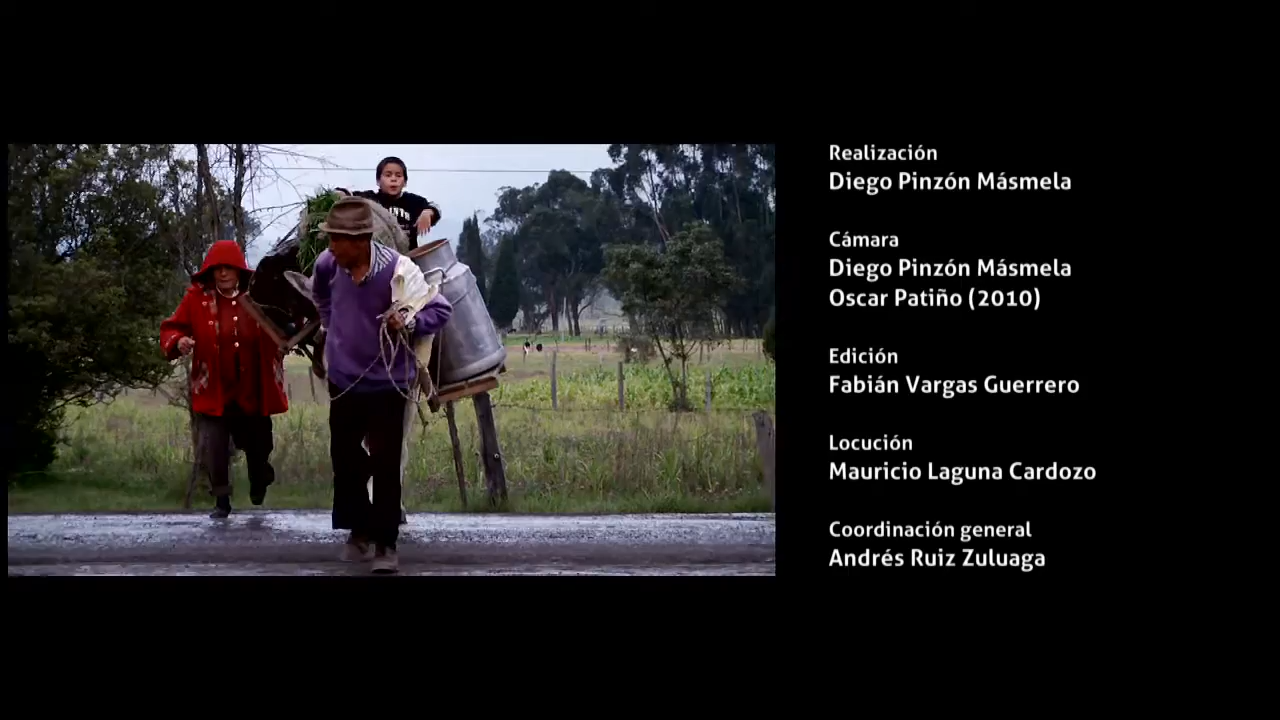 Realización
Diego Pinzón Másmela
Cámara
Diego Pinzón Másmela
Oscar Patiño (2010)
Edición
Fabián Vargas Guerrero
Locución
Mauricio Laguna Cardozo
Coordinación general
Andrés Ruiz Zuluaga